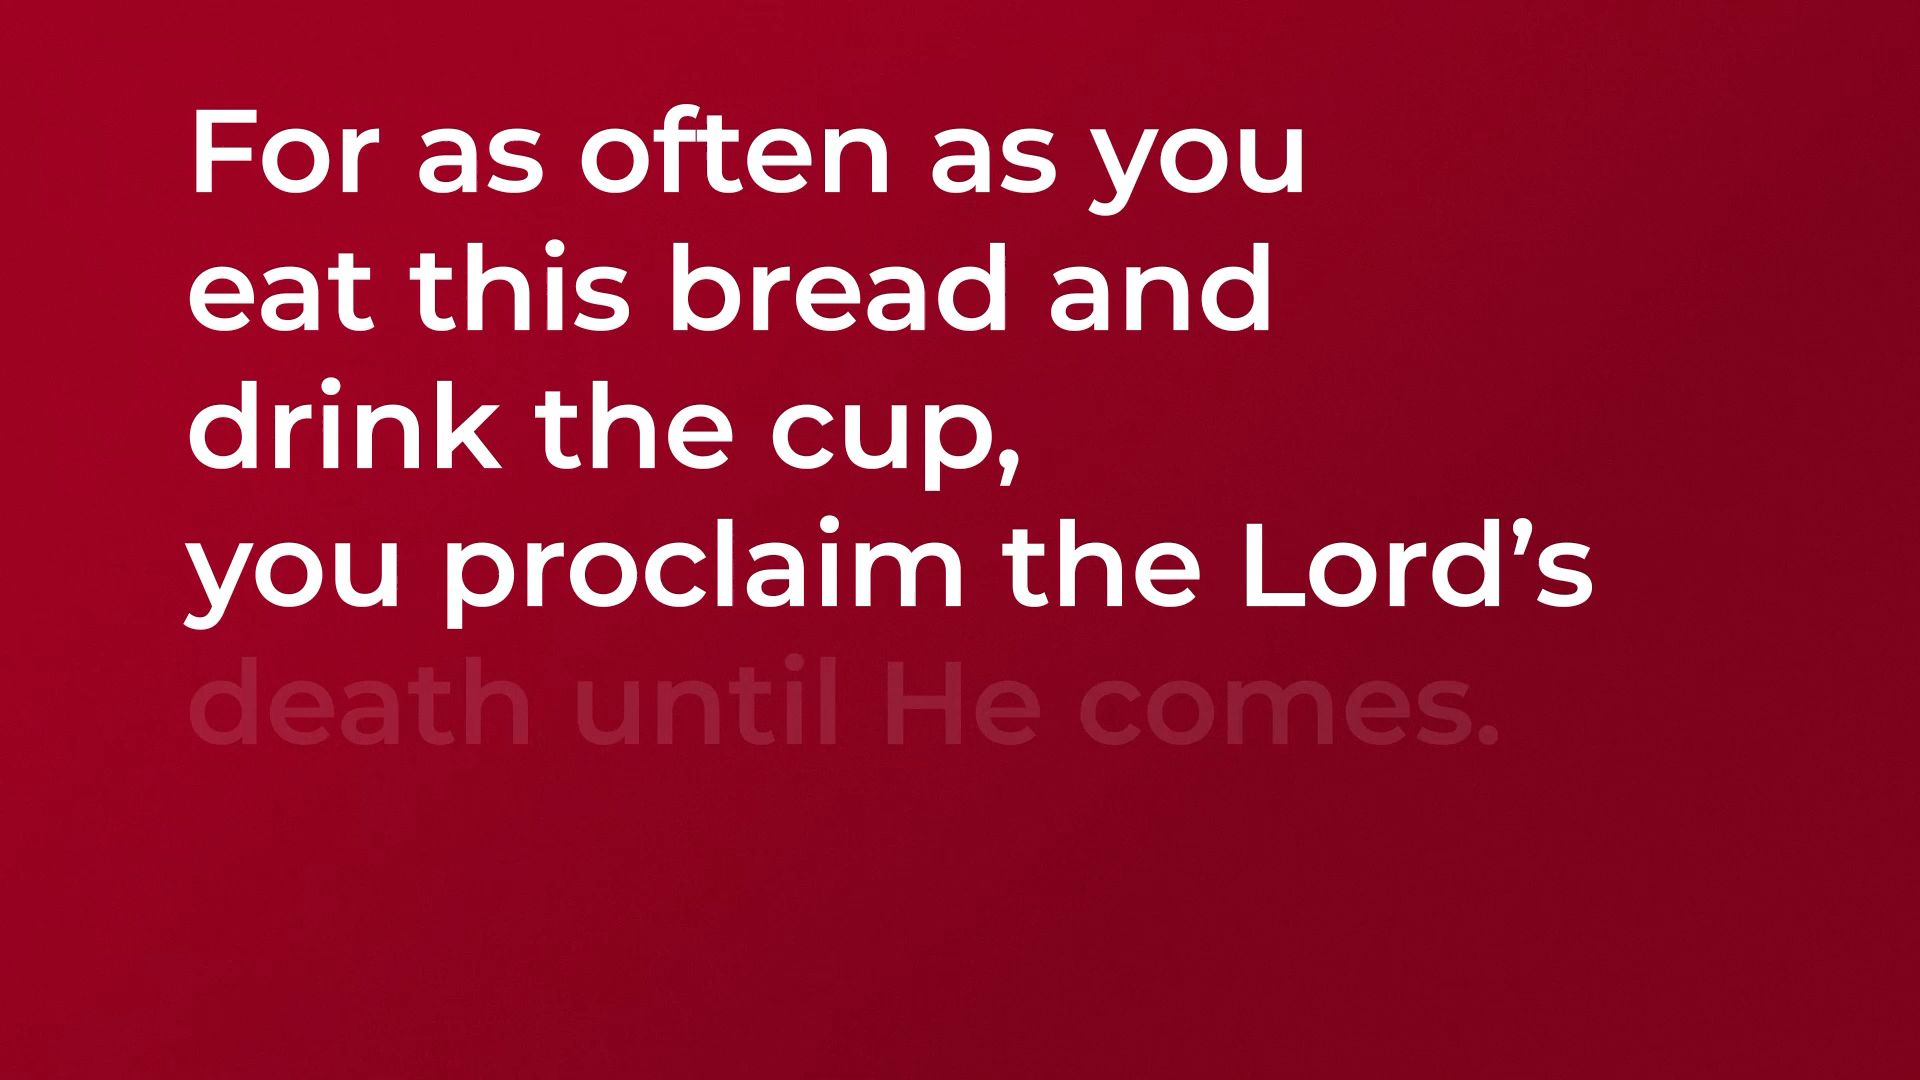 For as often as you
eat this bread and
drink the cup,
you proclaim the Lord’s
death until He comes.